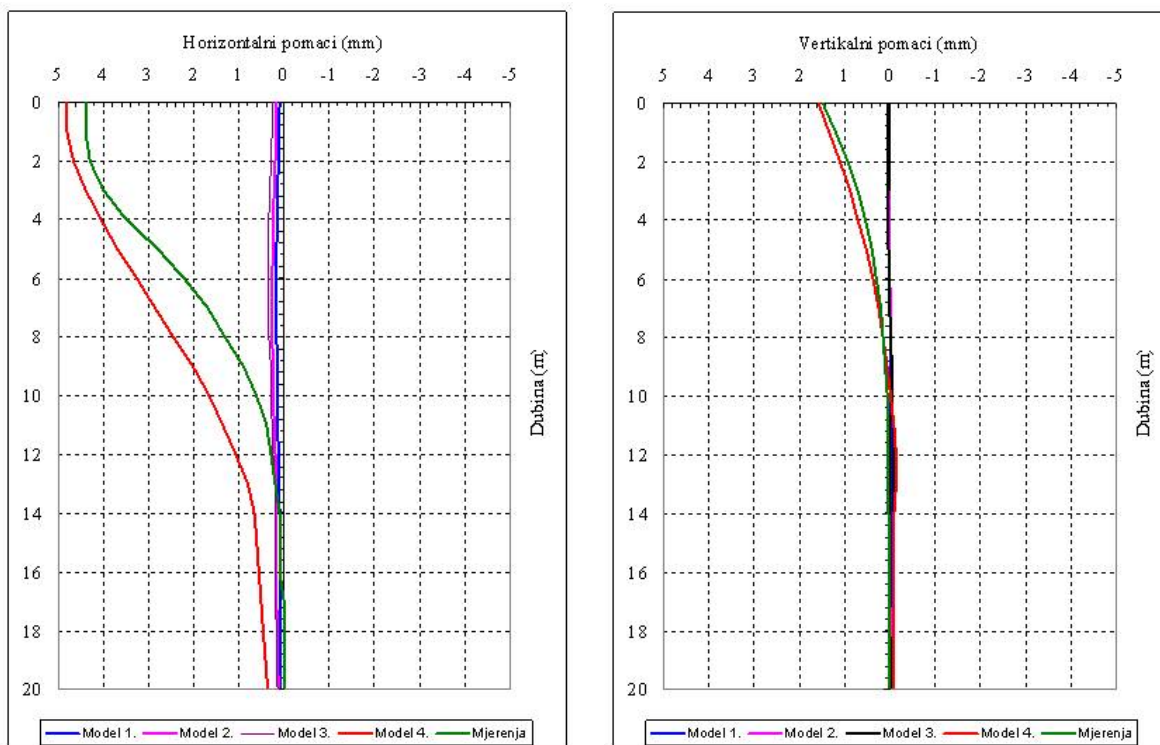 Horizontalni pomaci (mm)
5 4 3 2 1 0 -1 -2 -3 -4 -5
0
2
4
6
8
10
12
14
16
18
20
Dubina (m)
Model 1. Model 2. Model 3. Model 4. Mjerenja
Vertikalni pomaci (mm)
5 4 3 2 1 0 -1 -2 -3 -4 -5
0
2
4
6
8
10
12
14
16
18
20
Dubina (m)
Model 1. Model 2. Model 3. Model 4. Mjerenja